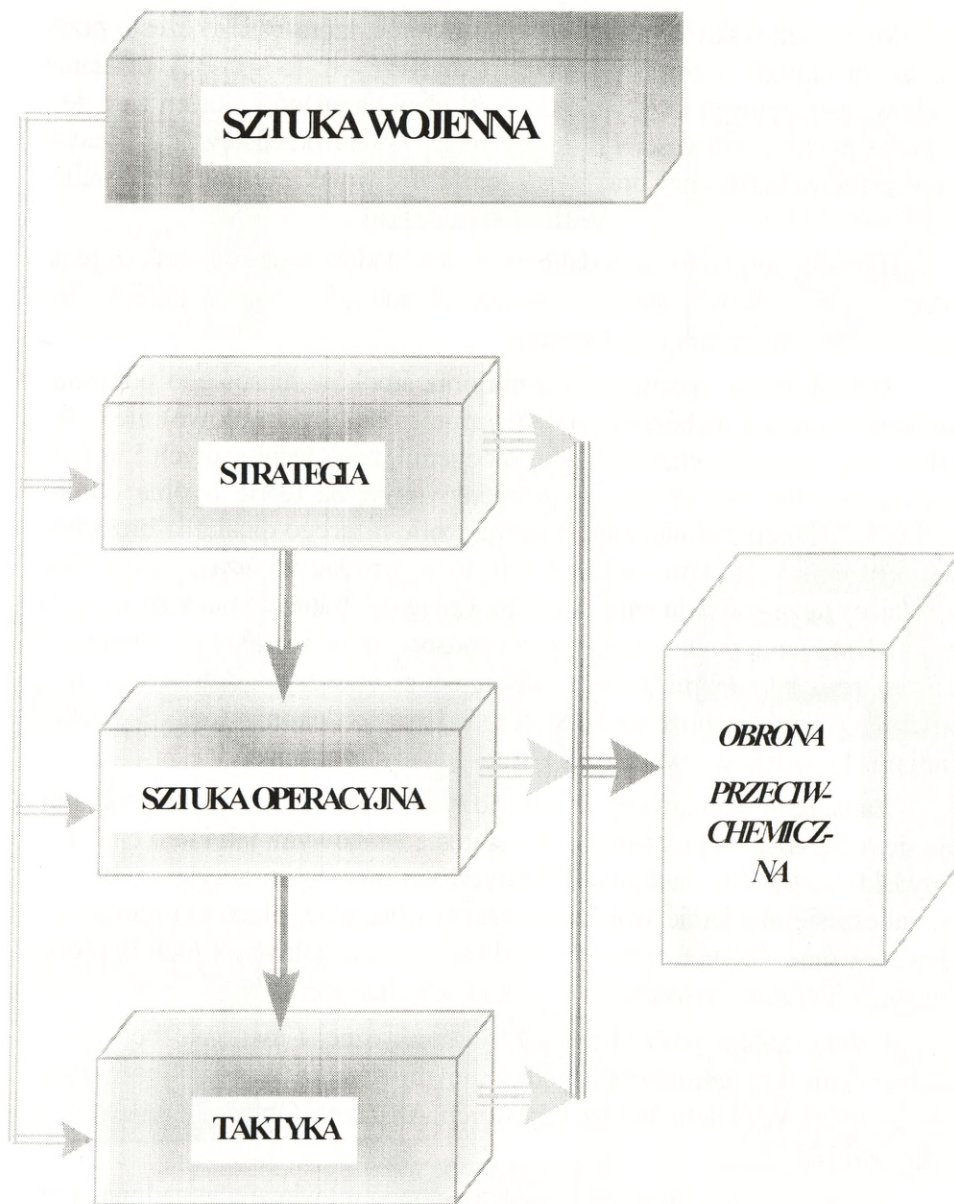 SZTUKA WOJENNA
STRATEGIA
SZTUKA OPERACYJNA
OBRONA
PRZECIW-
CHEMICZ-
NA
TAKTYKA